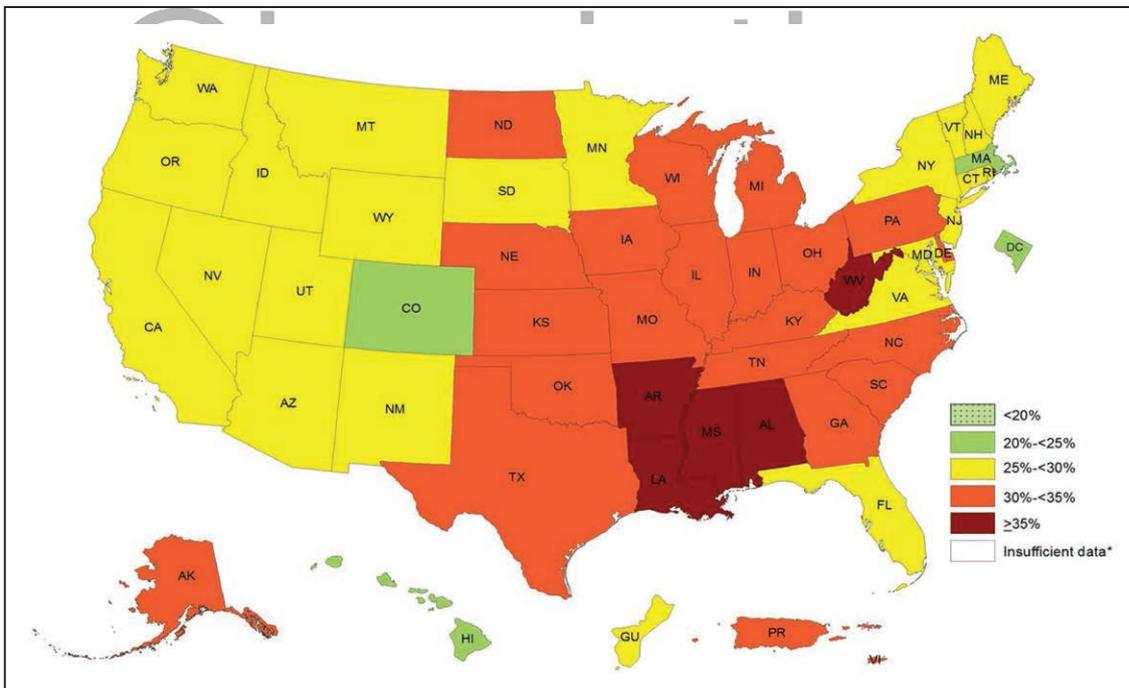 WA
MT
ND
MN
ME
VT
NH
OR
ID
SD
WI
MI
NY
MA
CT
RI
WY
NE
IA
PA
NJ
NV
UT
CO
KS
MO
IL
IN
OH
WV
MD
DE
DC
VA
CA
KY
NC
TN
AZ
NM
OK
AR
SC
MS
AL
GA
TX
LA
FL
AK
HI
GU
PR
VI
<20%
20%-<25%
25%-<30%
30%-<35%
≥35%
Insufficient data*